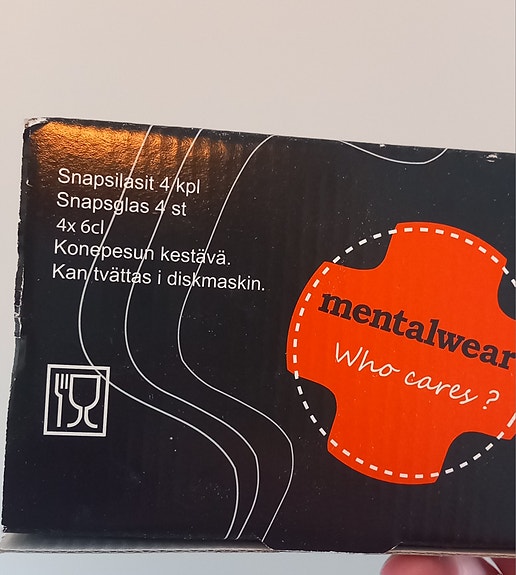 Snapsilasit 4 kpl
Snapsglas 4 st
4x 6cl
Konepesun kestävä.
Kan tvättas i diskmaskin.
mentalwear
Who cares ?